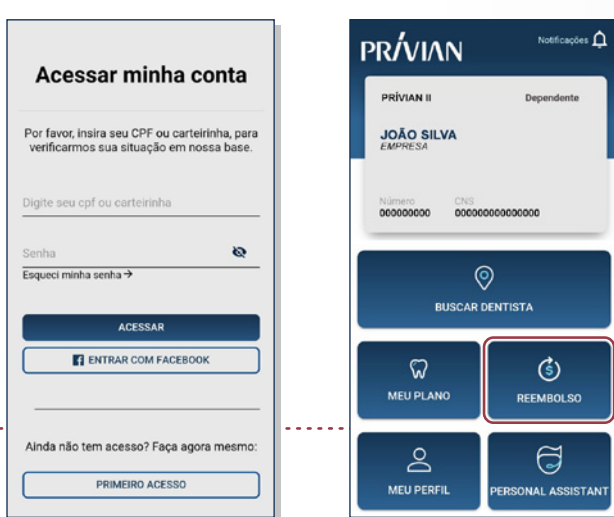 Acessar minha conta
Por favor, insira seu CPF ou carteirinha, para
verificarmos sua situação em nossa base.
Digite seu cpf ou carteirinha
Senha
Esqueci minha senha →
ACESSAR
ENTRAR COM FACEBOOK
Ainda não tem acesso? Faça agora mesmo:
PRIMEIRO ACESSO
PRÍVIAN
Notificações
PRÍVIAN II Dependente
JOÃO SILVA
EMPRESA
Número CNS
000000000 000000000000000
BUSCAR DENTISTA
MEU PLANO
REEMBOLSO
MEU PERFIL
PERSONAL ASSISTANT